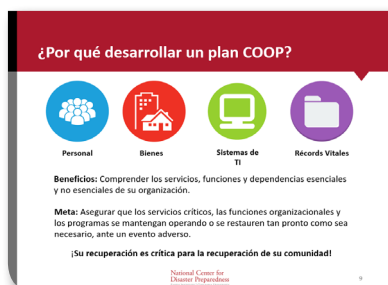 ¿Por qué desarrollar un plan COOP?
Personal
Bienes
Sistemas de
TI
Récords Vitales
Beneficios: Comprender los servicios, funciones y dependencias esenciales
y no esenciales de su organización.
Meta: Asegurar que los servicios críticos, las funciones organizacionales y
los programas se mantengan operando o se restauren tan pronto como sea
necesario, ante un evento adverso.
¡Su recuperación es crítica para la recuperación de su comunidad!
National Center for
Disaster Preparedness
9